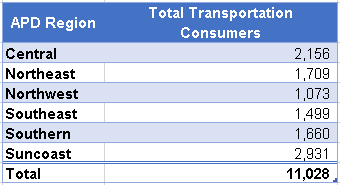 APD Region Total Transportation Consumers
Central 2,156
Northeast 1,709
Northwest 1,073
Southeast 1,499
Southern 1,660
Suncoast 2,931
Total 11,028